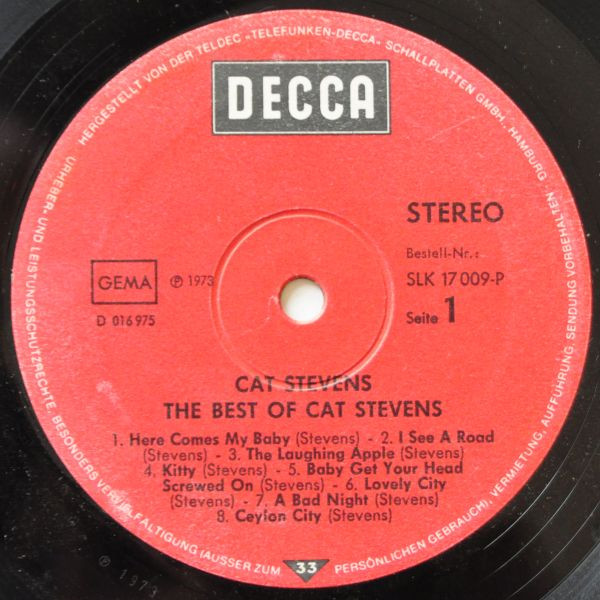 HERGESTELLT VON DER TELDEC »TELEFUNKEN-DECCA« SCHALLPLATTEN GMBH. HAMBURG
URHEBER- UND LEISTUNGSSCHUTZRECHTE, BESONDERS VERVIELFÄLTIGUNG (AUSSER ZUM PERSÖNLICHEN GEBRAUCH), VERMIETUNG, AUFFÜHRUNG, SENDUNG VORBEHALTEN
DECCA
STEREO
Bestell-Nr.:
SLK 17 009-P
Seite 1
GEMA
℗ 1973
D 016 975
CAT STEVENS
THE BEST OF CAT STEVENS
1. Here Comes My Baby (Stevens) - 2. I See A Road
(Stevens) - 3. The Laughing Apple (Stevens) -
4. Kitty (Stevens) - 5. Baby Get Your Head
Screwed On (Stevens) - 6. Lovely City
(Stevens) - 7. A Bad Night (Stevens)
8. Ceylon City (Stevens)
33
℗ 1973